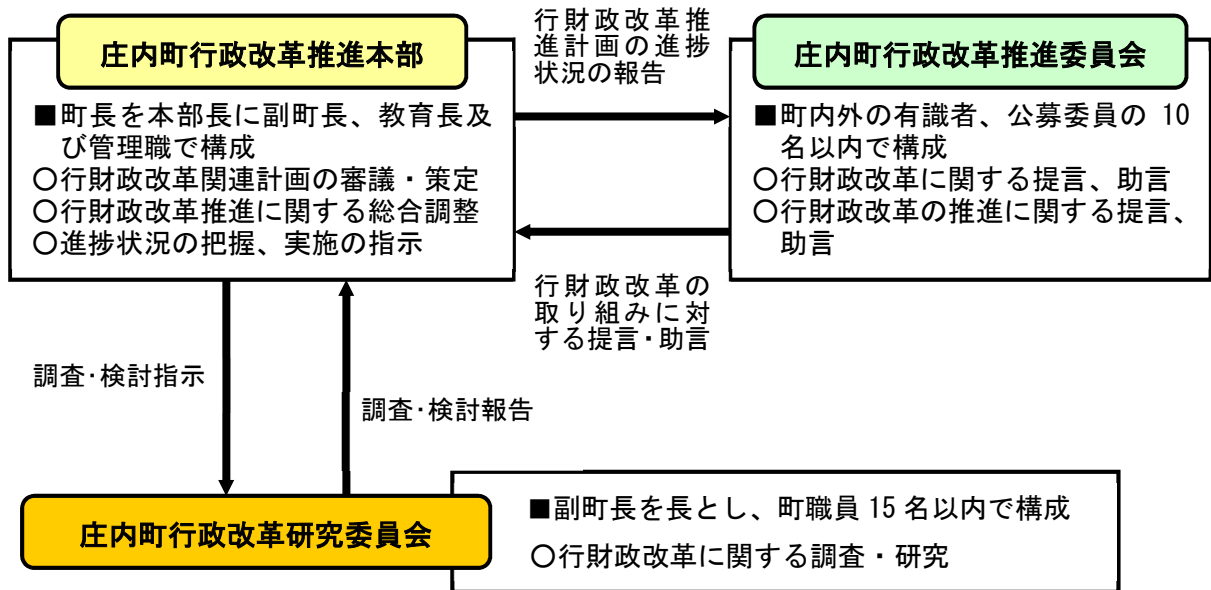 庄内町行政改革推進本部
■町長を本部長に副町長、教育長及
び管理職で構成
○行財政改革関連計画の審議・策定
○行財政改革推進に関する総合調整
○進捗状況の把握、実施の指示
行財政改革推
進計画の進捗
状況の報告
庄内町行政改革推進委員会
■町内外の有識者、公募委員の 10
名以内で構成
○行財政改革に関する提言、助言
○行財政改革の推進に関する提言、
助言
行財政改革の
取り組みに対
する提言・助言
調査・検討指示
調査・検討報告
庄内町行政改革研究委員会
■副町長を長とし、町職員 15 名以内で構成
○行財政改革に関する調査・研究